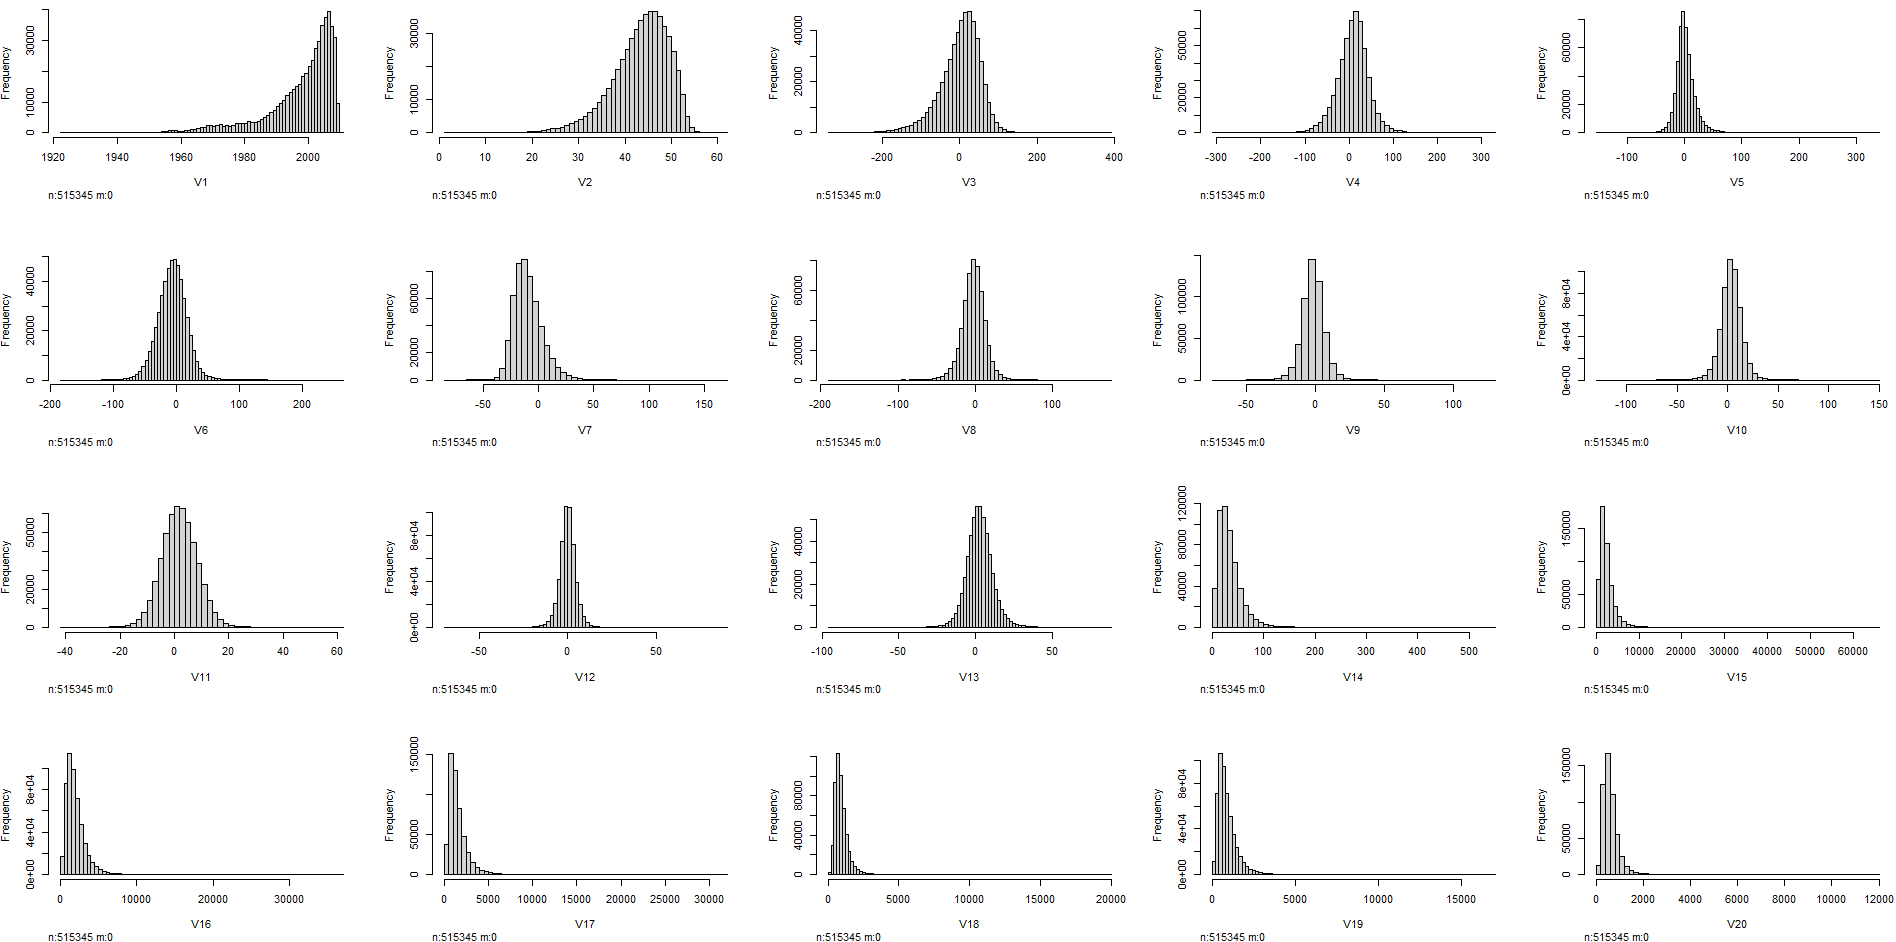 Frequency
0 10000 30000
1920 1940 1960 1980 2000
V1
n:515345 m:0
Frequency
0 10000 30000
0 10 20 30 40 50 60
V2
n:515345 m:0
Frequency
0 20000 40000
-200 0 200 400
V3
n:515345 m:0
Frequency
0 20000 50000
-300 -200 -100 0 100 200 300
V4
n:515345 m:0
Frequency
0 20000 60000
-100 0 100 200 300
V5
n:515345 m:0
Frequency
0 20000 40000
-200 -100 0 100 200
V6
n:515345 m:0
Frequency
0 20000 60000
-50 0 50 100 150
V7
n:515345 m:0
Frequency
0 20000 60000
-200 -100 0 100
V8
n:515345 m:0
Frequency
0 50000 100000
-50 0 50 100
V9
n:515345 m:0
Frequency
0e+00 4e+04 8e+04
-100 -50 0 50 100 150
V10
n:515345 m:0
Frequency
0 20000 50000
-40 -20 0 20 40 60
V11
n:515345 m:0
Frequency
0e+00 4e+04 8e+04
-50 0 50
V12
n:515345 m:0
Frequency
0 20000 40000
-100 -50 0 50
V13
n:515345 m:0
Frequency
0 40000 80000 120000
0 100 200 300 400 500
V14
n:515345 m:0
Frequency
0 50000 150000
0 10000 20000 30000 40000 50000 60000
V15
n:515345 m:0
Frequency
0e+00 4e+04 8e+04
0 10000 20000 30000
V16
n:515345 m:0
Frequency
0 50000 150000
0 5000 10000 15000 20000 25000 30000
V17
n:515345 m:0
Frequency
0 40000 80000
0 5000 10000 15000 20000
V18
n:515345 m:0
Frequency
0e+00 4e+04 8e+04
0 5000 10000 15000
V19
n:515345 m:0
Frequency
0 50000 150000
0 2000 4000 6000 8000 10000 12000
V20
n:515345 m:0